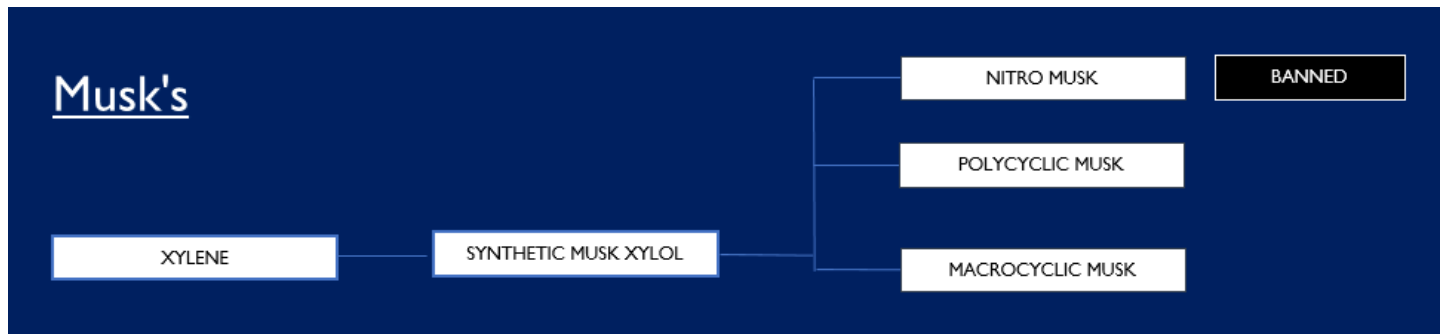 Musk's
NITRO MUSK
BANNED
POLYCYCLIC MUSK
XYLENE
SYNTHETIC MUSK XYLOL
MACROCYCLIC MUSK